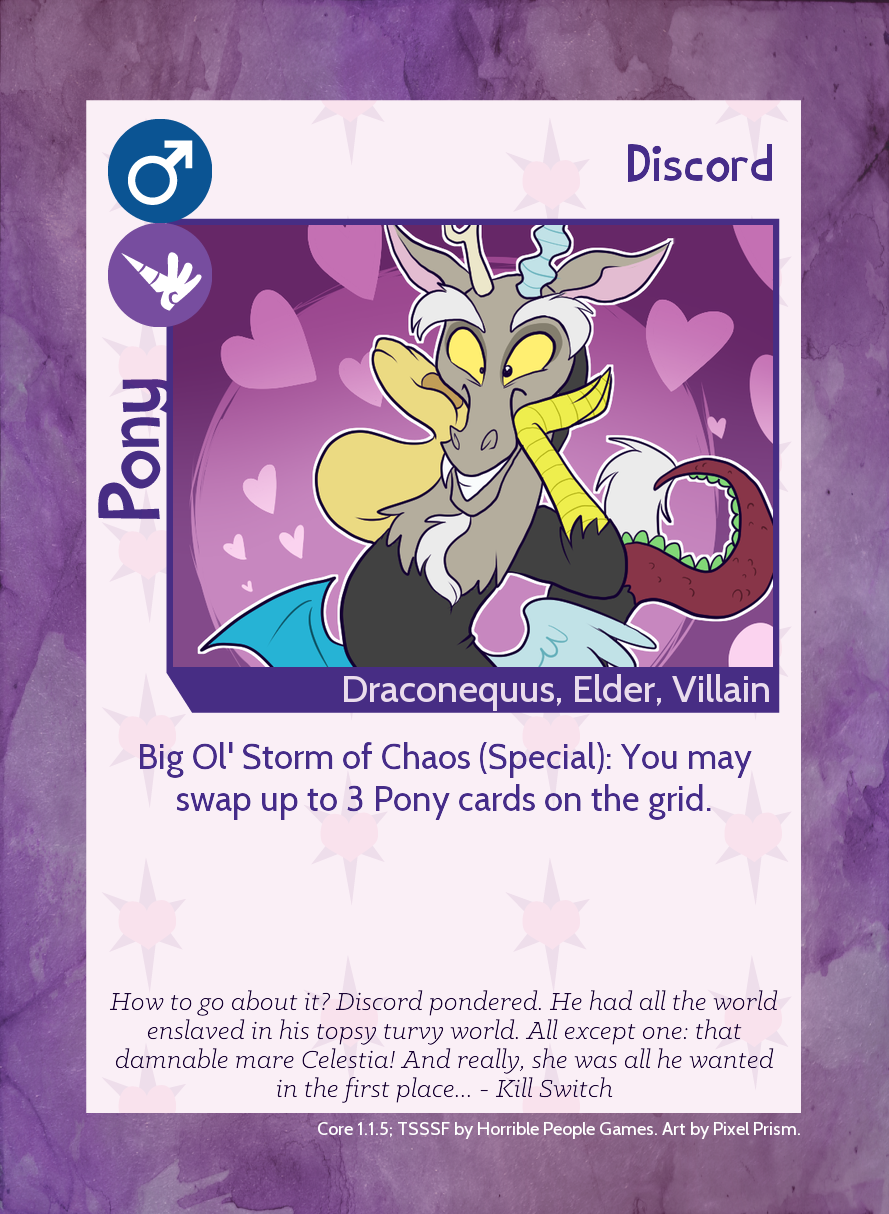 Discord
Pony
Draconequus, Elder, Villain
Big Ol' Storm of Chaos (Special): You may
swap up to 3 Pony cards on the grid.
How to go about it? Discord pondered. He had all the world
enslaved in his topsy turvy world. All except one: that
damnable mare Celestia! And really, she was all he wanted
in the first place... - Kill Switch
Core 1.1.5; TSSSF by Horrible People Games. Art by Pixel Prism.